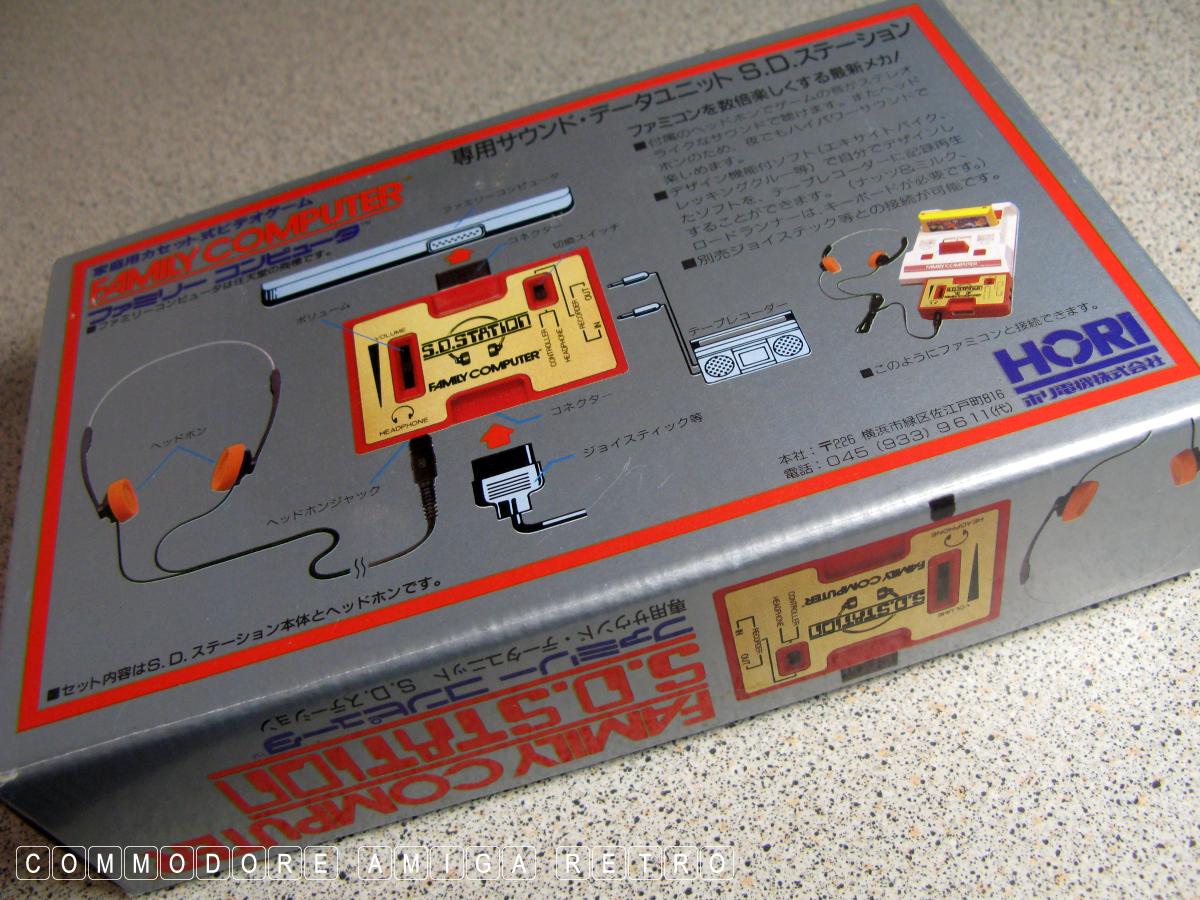 家庭用カセット式ビデオゲーム
FAMILY COMPUTER™
ファミリー コンピュータ™
■ファミリーコンピュータは任天堂の商標です。
専用サウンド・データユニット S.D.ステーション
ファミコンを数倍楽しくする最新メカ!
■付属のヘッドホンでゲームの音がステレオ
ライクなサウンドで聴けます。またヘッド
ホンのため、夜でもハイパワーサウンドで
楽しめます。
■デザイン機能付ソフト(エキサイトバイク、
レッキングクルー等)で自分でデザインし
たソフトを、テープレコーダーに記録再生
することができます。(ナッツ&ミルク、
ロードランナーは、キーボードが必要です。)
■別売ジョイスティック等との接続が可能です。
ファミリーコンピュータ
コネクター
切換スイッチ
ボリューム
VOLUME
S.D.STATION
FAMILY COMPUTER™
HEADPHONE
CONTROLLER
HEADPHONE
RECORDER
OUT
IN
テープレコーダー
コネクター
ジョイスティック等
ヘッドホン
ヘッドホンジャック
FAMILY COMPUTER
■このようにファミコンと接続できます。
HORI
ホリ電機株式会社
本社:〒226 横浜市緑区佐江戸町816
電話:045 (933) 9611(代)
■セット内容はS.D.ステーション本体とヘッドホンです。
FAMILY COMPUTER
S.D.STATION
ファミリー コンピュータ™
専用サウンド・データユニット S.D.ステーション
HEADPHONE
VOLUME
FAMILY COMPUTER™
S.D.STATION
CONTROLLER
HEADPHONE
RECORDER
IN
OUT
COMMODORE AMIGA RETRO